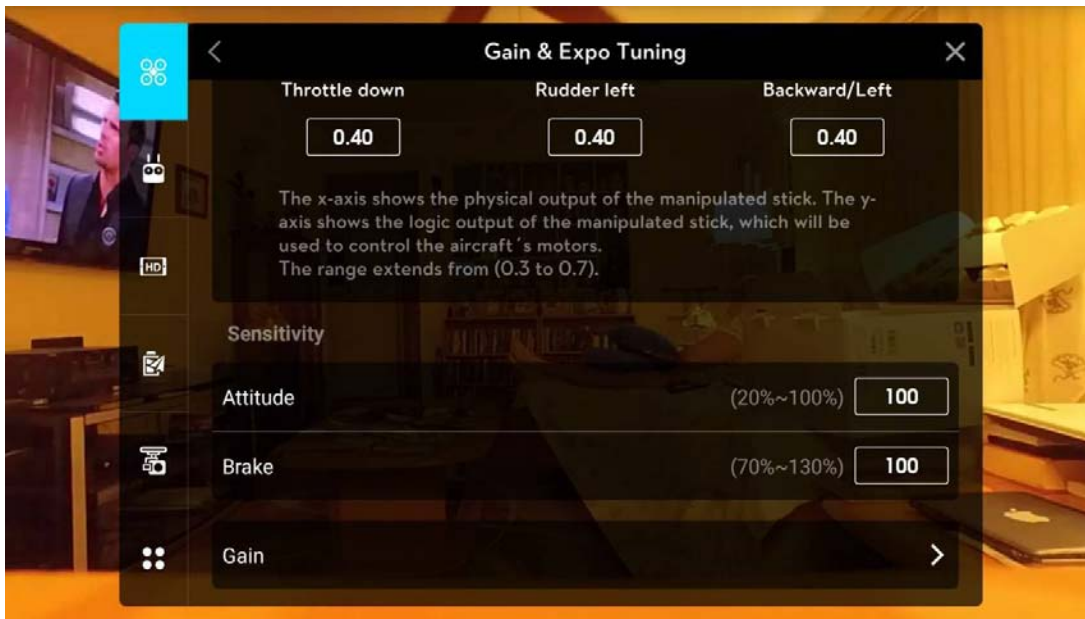 Gain & Expo Tuning
Throttle down Rudder left Backward/Left
0.40 0.40 0.40
The x-axis shows the physical output of the manipulated stick. The y-
axis shows the logic output of the manipulated stick, which will be
used to control the aircraft´s motors.
The range extends from (0.3 to 0.7).
HD
Sensitivity
Attitude (20%~100%) 100
Brake (70%~130%) 100
Gain